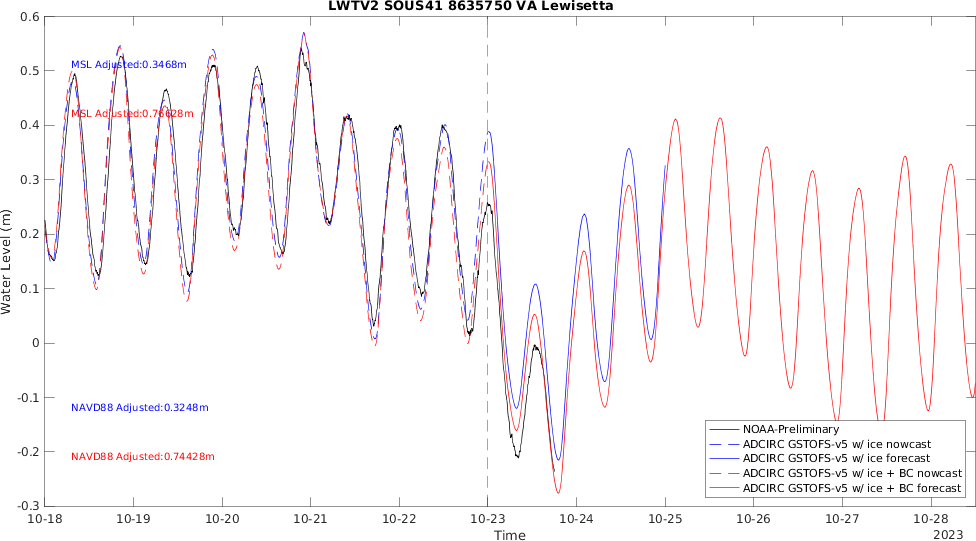 LWTV2 SOUS41 8635750 VA Lewisetta
0.6
0.5
0.4
0.3
0.2
0.1
0
-0.1
-0.2
-0.3
Water Level (m)
MSL Adjusted:0.3468m
MSL Adjusted:0.76628m
NAVD88 Adjusted:0.3248m
NAVD88 Adjusted:0.74428m
NOAA-Preliminary
ADCIRC GSTOFS-v5 w/ ice nowcast
ADCIRC GSTOFS-v5 w/ ice forecast
ADCIRC GSTOFS-v5 w/ ice + BC nowcast
ADCIRC GSTOFS-v5 w/ ice + BC forecast
10-18 10-19 10-20 10-21 10-22 10-23 10-24 10-25 10-26 10-27 10-28
Time
2023